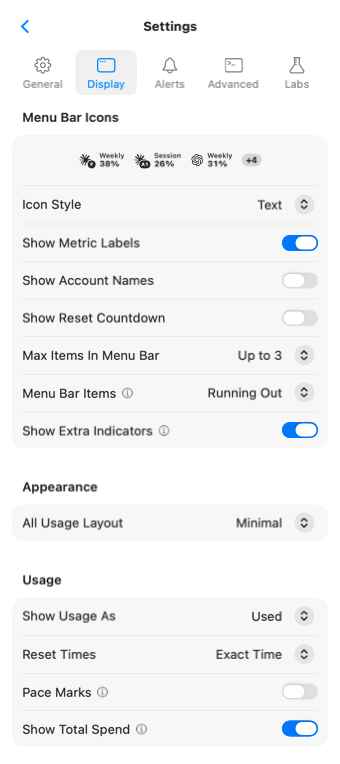 Settings
General Display Alerts Advanced Labs
Menu Bar Icons
Weekly 38% Session 26% Weekly 31% +4
Icon Style Text
Show Metric Labels
Show Account Names
Show Reset Countdown
Max Items In Menu Bar Up to 3
Menu Bar Items Running Out
Show Extra Indicators
Appearance
All Usage Layout Minimal
Usage
Show Usage As Used
Reset Times Exact Time
Pace Marks
Show Total Spend